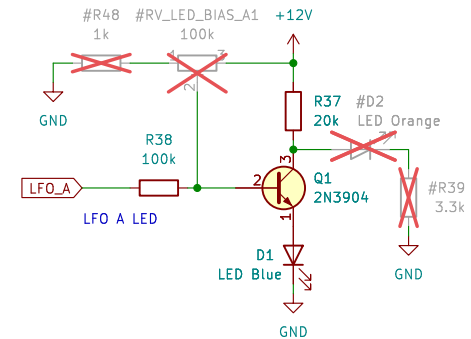 #R48
1k
#RV_LED_BIAS_A1
100k
1
3
2
+12V
GND
R37
20k
#D2
LED Orange
R38
100k
LFO_A
LFO A LED
2
3
1
Q1
2N3904
#R39
3.3k
D1
LED Blue
GND
GND